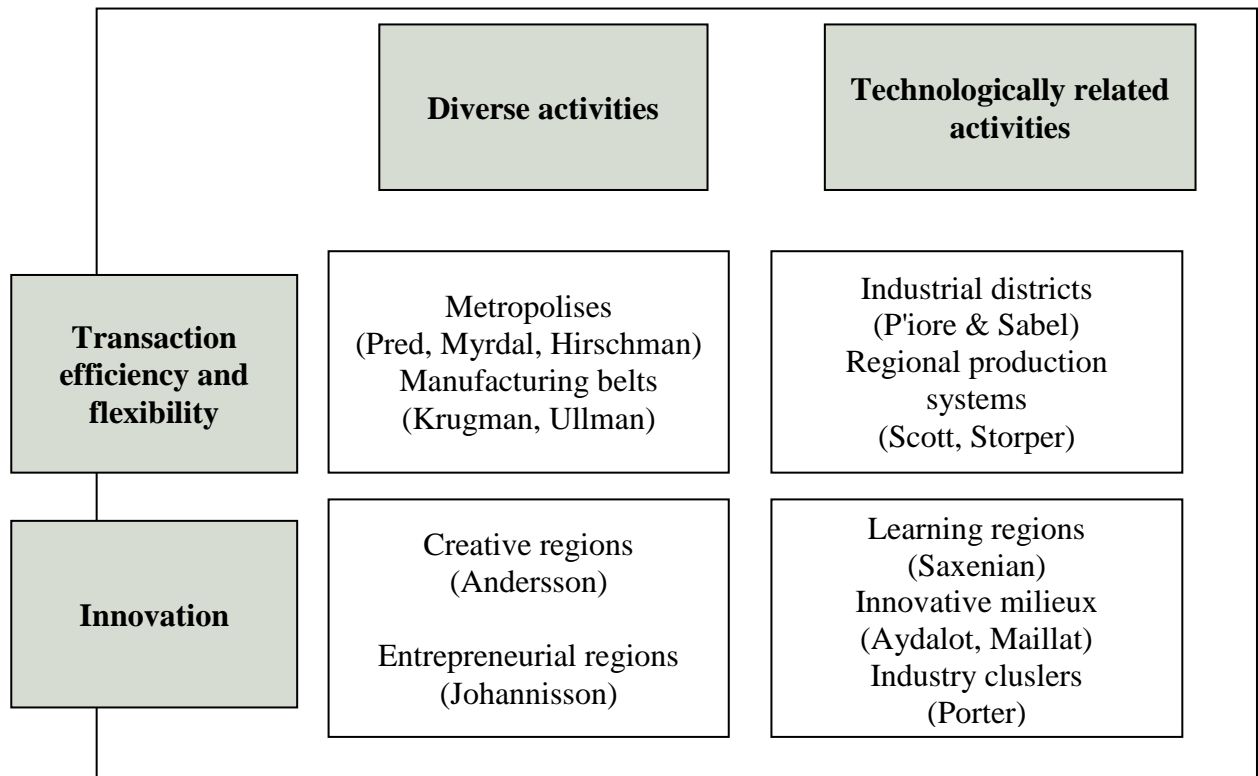 Diverse activities
Technologically related
activities
Transaction
efficiency and
flexibility
Metropolises
(Pred, Myrdal, Hirschman)
Manufacturing belts
(Krugman, Ullman)
Industrial districts
(P'iore & Sabel)
Regional production
systems
(Scott, Storper)
Innovation
Creative regions
(Andersson)
Entrepreneurial regions
(Johannisson)
Learning regions
(Saxenian)
Innovative milieux
(Aydalot, Maillat)
Industry cluslers
(Porter)